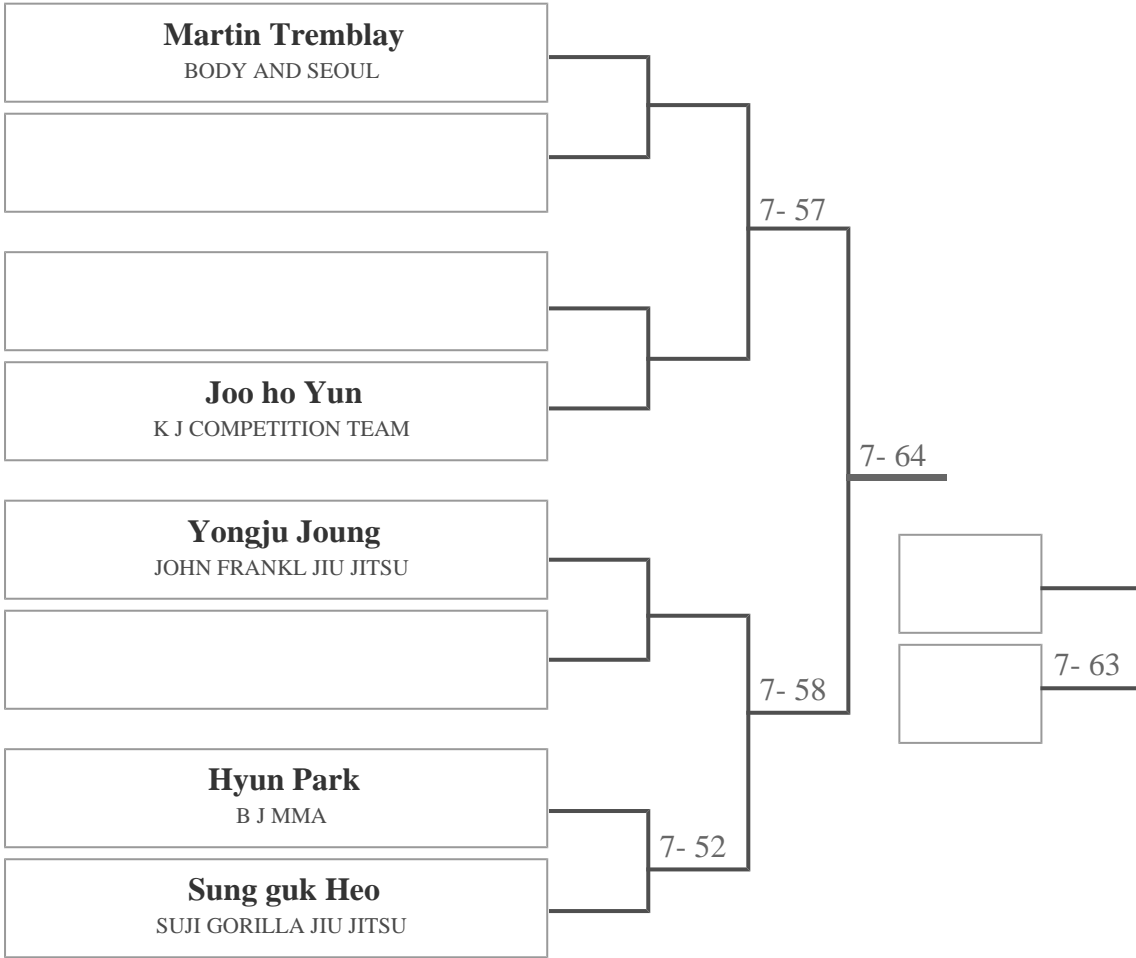 Martin Tremblay
BODY AND SEOUL
7- 57
Joo ho Yun
K J COMPETITION TEAM
7- 64
Yongju Joung
JOHN FRANKL JIU JITSU
7- 63
7- 58
Hyun Park
B J MMA
7- 52
Sung guk Heo
SUJI GORILLA JIU JITSU